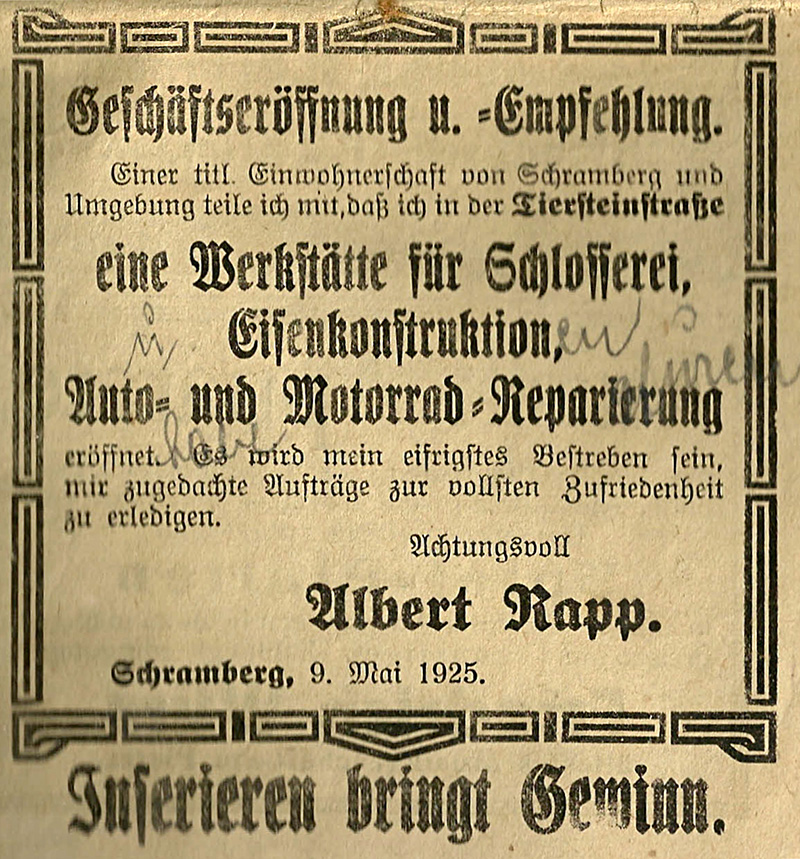 Geschäftseröffnung u. -Empfehlung.
Einer titl. Einwohnerschaft von Schramberg und
Umgebung teile ich mit, daß ich in der Tiersteinstraße
eine Werkstätte für Schlosserei,
Eisenkonstruktion, en
u.
Auto- und Motorrad-Reparierung
habe
eröffnet. Es wird mein eifrigstes Bestreben sein,
mir zugedachte Aufträge zur vollsten Zufriedenheit
zu erledigen.
Achtungsvoll
Albert Rapp.
Schramberg, 9. Mai 1925.
Inserieren bringt Gewinn.